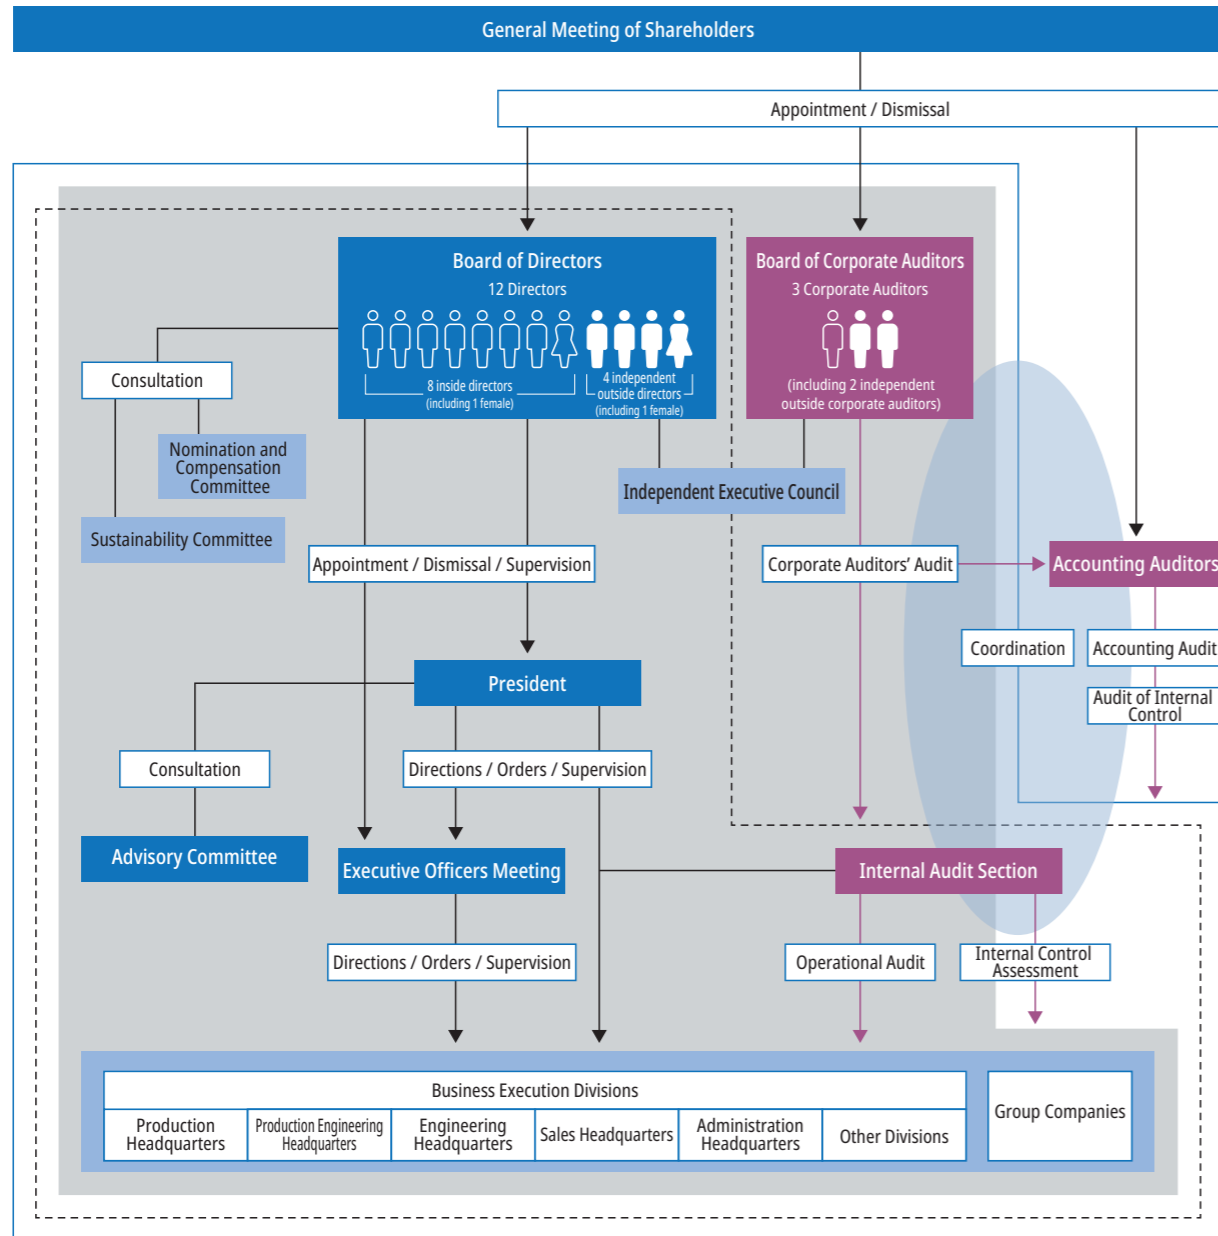 General Meeting of Shareholders
Appointment / Dismissal
Board of Directors
12 Directors
8 inside directors
(including 1 female)
4 independent
outside directors
(including 1 female)
Board of Corporate Auditors
3 Corporate Auditors
(including 2 independent
outside corporate auditors)
Consultation
Nomination and
Compensation
Committee
Sustainability Committee
Independent Executive Council
Appointment / Dismissal / Supervision
Corporate Auditors' Audit
Accounting Auditors
Coordination
Accounting Audit
Audit of Internal
Control
President
Consultation
Directions / Orders / Supervision
Advisory Committee
Executive Officers Meeting
Internal Audit Section
Directions / Orders / Supervision
Operational Audit
Internal Control
Assessment
Business Execution Divisions
Production
Headquarters
Production Engineering
Headquarters
Engineering
Headquarters
Sales Headquarters
Administration
Headquarters
Other Divisions
Group Companies